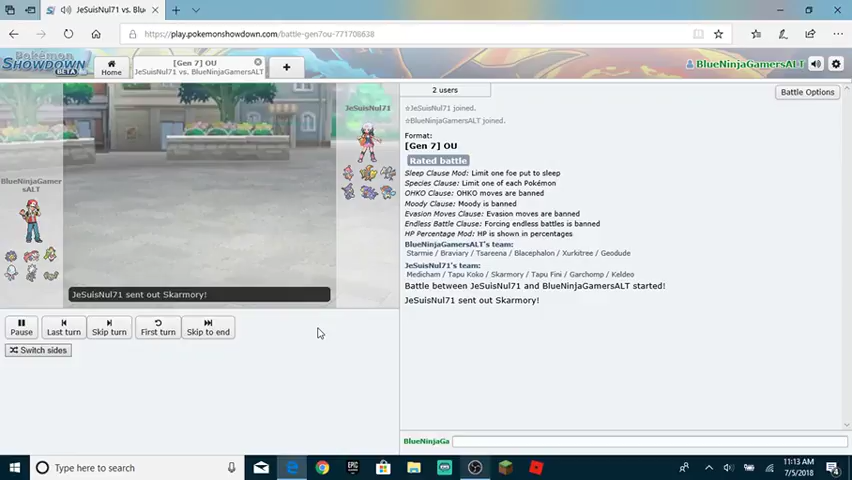 JeSuisNul71 vs. Blu
https://play.pokemonshowdown.com/battle-gen7ou-771708638
Pokémon
SHOWDOWN
BETA
Home
[Gen 7] OU
JeSuisNul71 vs. BlueNinjaGamersALT
BlueNinjaGamersALT
2 users
Battle Options
☆JeSuisNul71 joined.
☆BlueNinjaGamersALT joined.
Format:
[Gen 7] OU
Rated battle
Sleep Clause Mod: Limit one foe put to sleep
Species Clause: Limit one of each Pokémon
OHKO Clause: OHKO moves are banned
Moody Clause: Moody is banned
Evasion Moves Clause: Evasion moves are banned
Endless Battle Clause: Forcing endless battles is banned
HP Percentage Mod: HP is shown in percentages
BlueNinjaGamersALT's team:
Starmie / Braviary / Tsareena / Blacephalon / Xurkitree / Geodude
JeSuisNul71's team:
Medicham / Tapu Koko / Skarmory / Tapu Fini / Garchomp / Keldeo
Battle between JeSuisNul71 and BlueNinjaGamersALT started!
JeSuisNul71 sent out Skarmory!
JeSuisNul71
BlueNinjaGamer
sALT
JeSuisNul71 sent out Skarmory!
Pause
Last turn
Skip turn
First turn
Skip to end
Switch sides
BlueNinjaGa
Type here to search
EPIC
GAMES
11:13 AM
7/5/2018
4